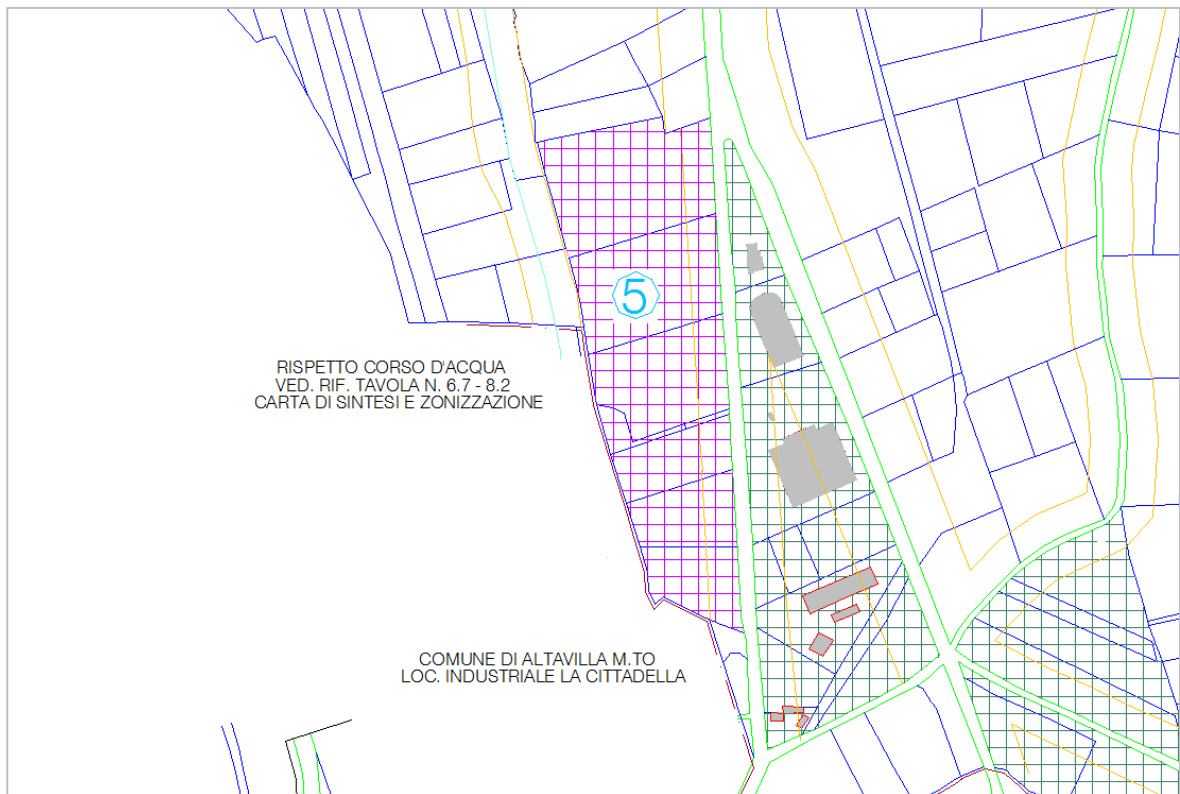 5
RISPETTO CORSO D'ACQUA
VED. RIF. TAVOLA N. 6.7 - 8.2
CARTA DI SINTESI E ZONIZZAZIONE
COMUNE DI ALTAVILLA M.TO
LOC. INDUSTRIALE LA CITTADELLA